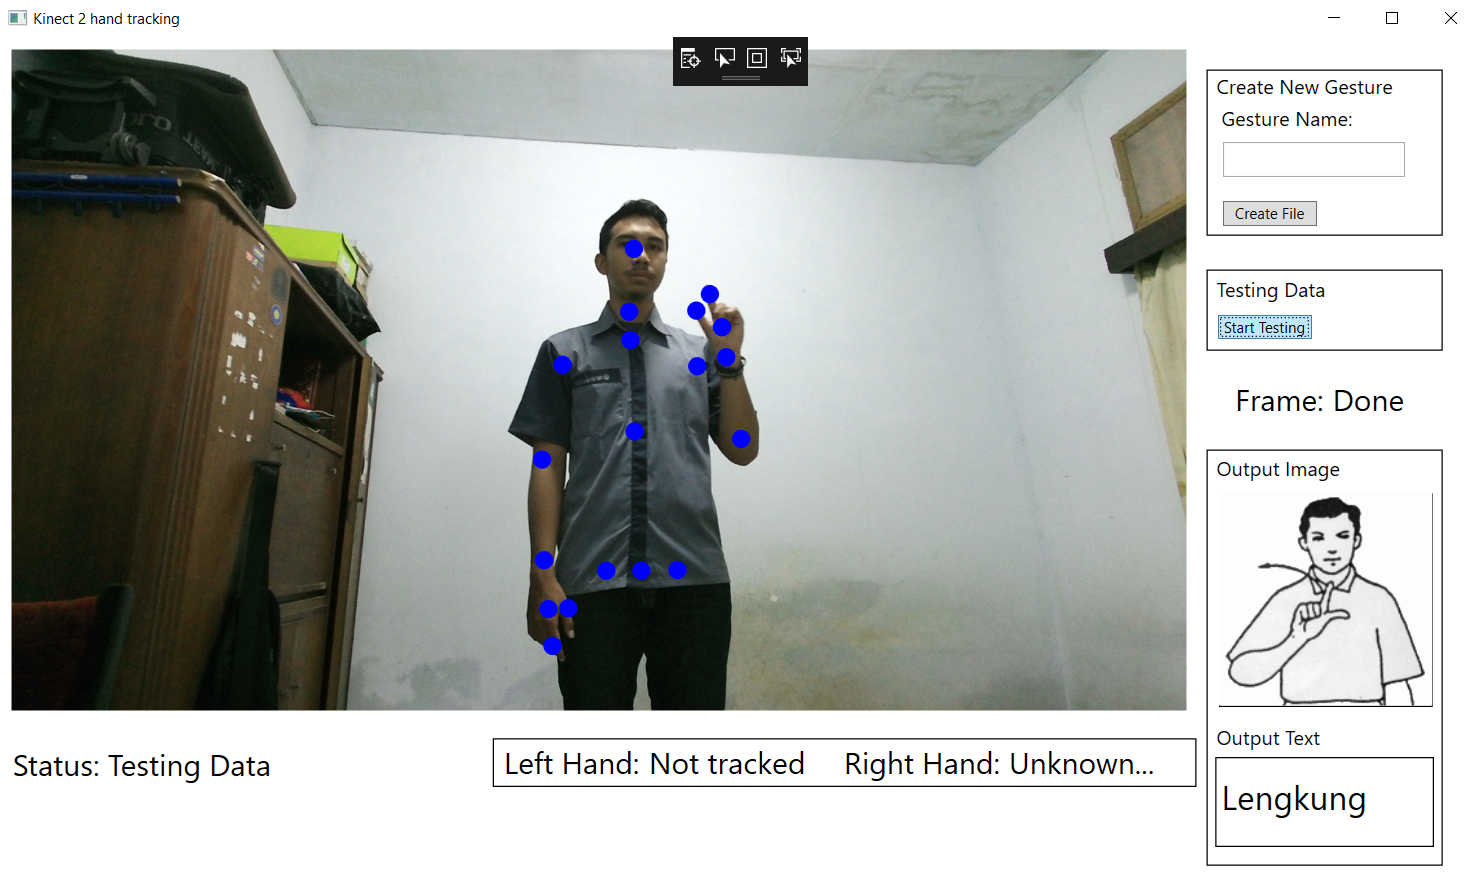 Kinect 2 hand tracking
Create New Gesture
Gesture Name:
Create File
Testing Data
Start Testing
Frame: Done
Output Image
Output Text
Lengkung
Status: Testing Data
Left Hand: Not tracked Right Hand: Unknown...